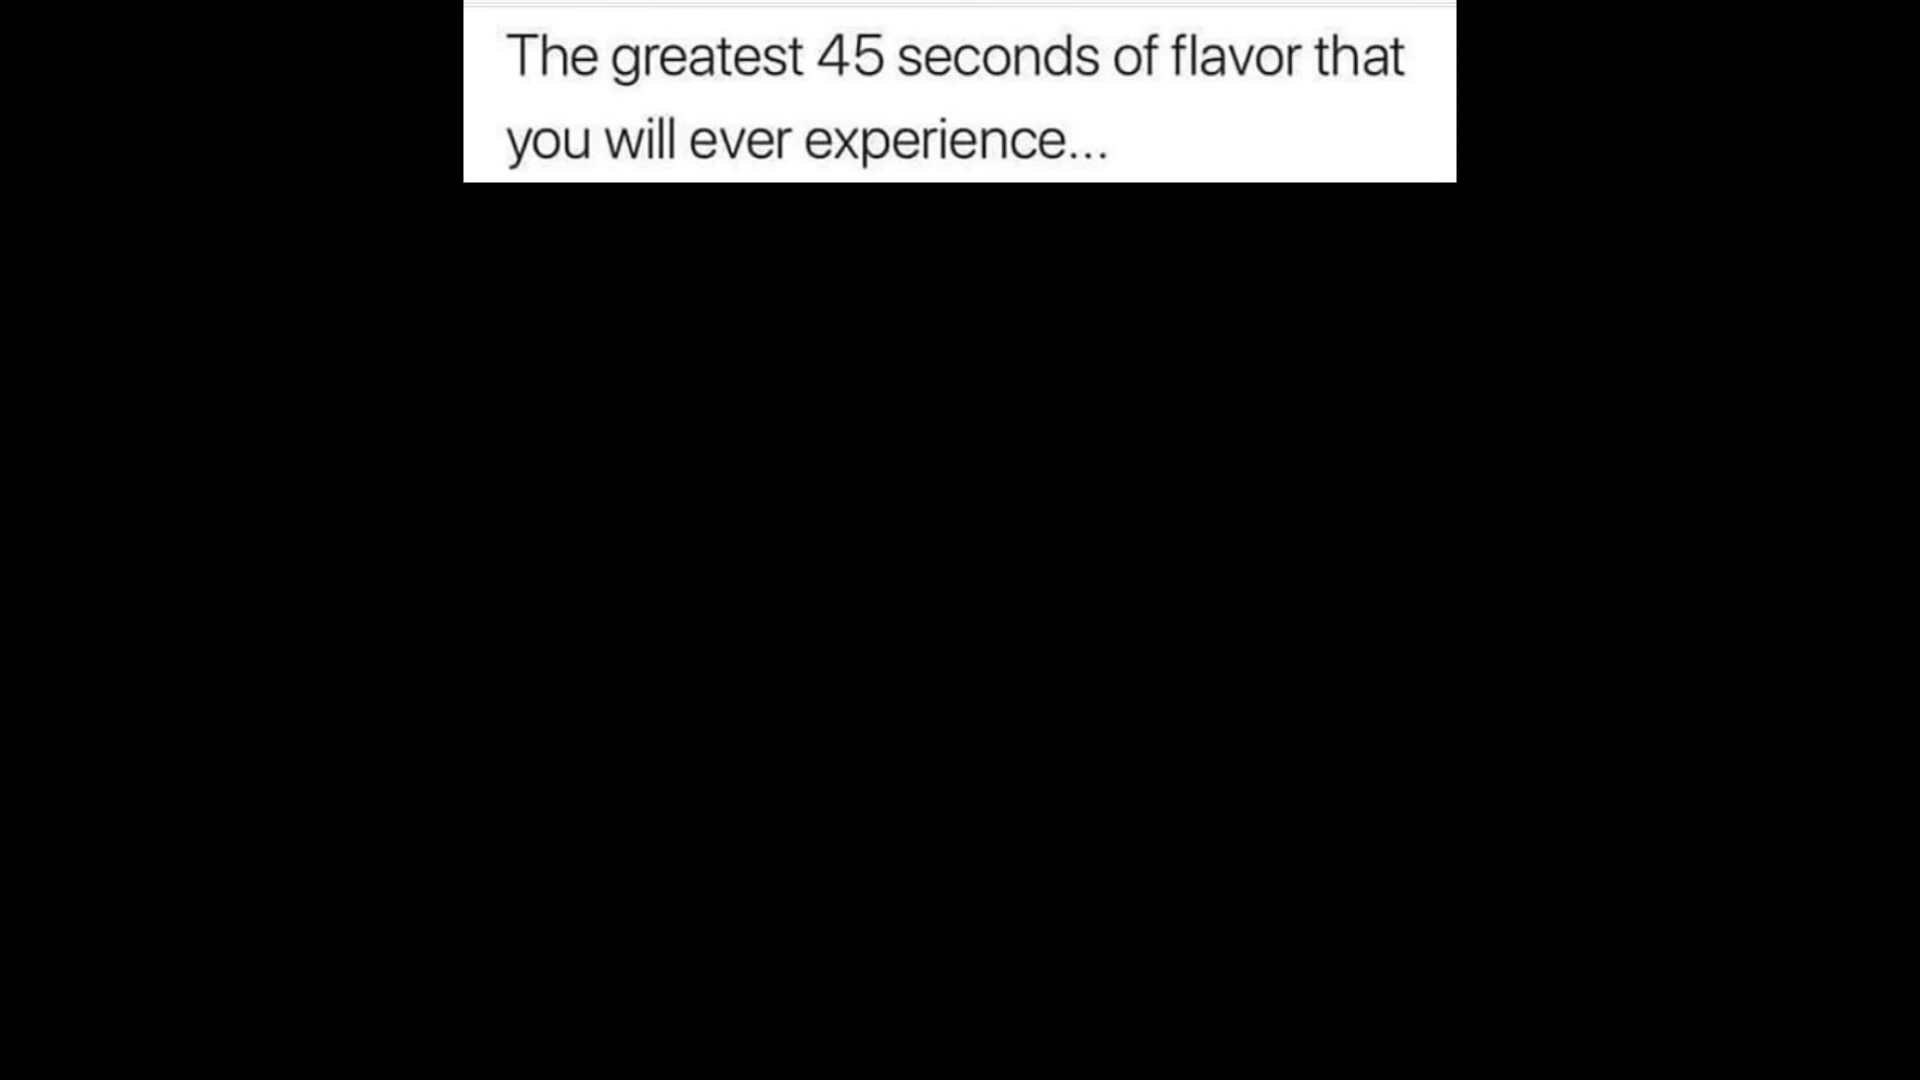 The greatest 45 seconds of flavor that
you will ever experience...